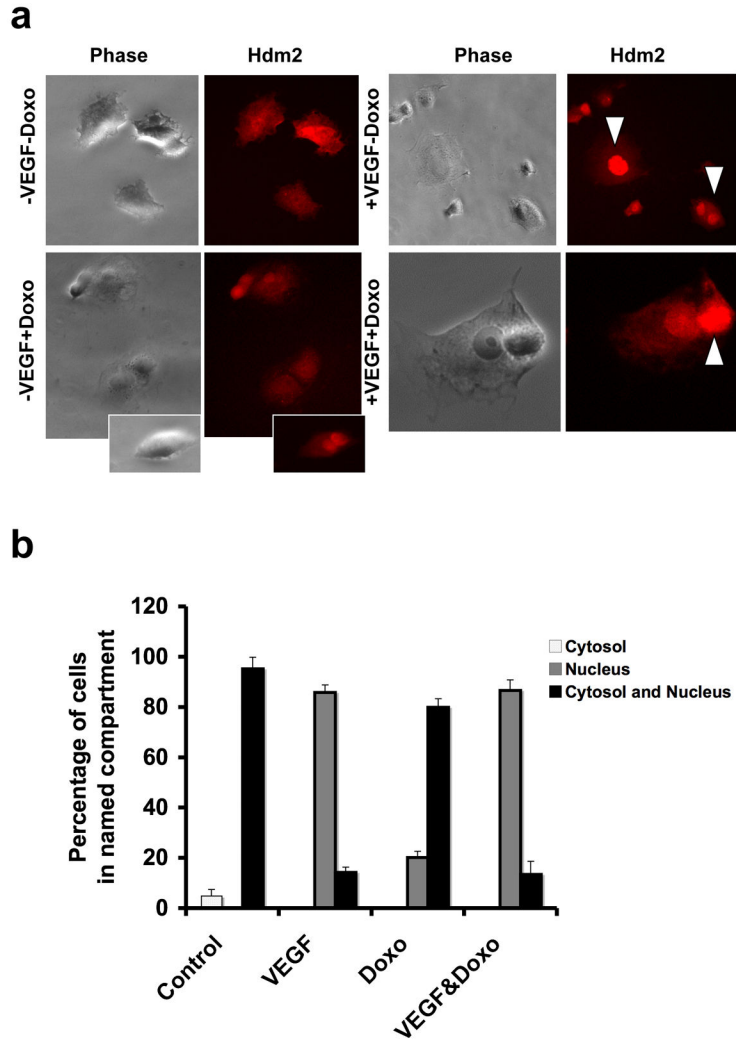 a
Phase
Hdm2
Phase
Hdm2
-VEGF-Doxo
+VEGF-Doxo
-VEGF+Doxo
+VEGF+Doxo
b
Percentage of cells
in named compartment
120
100
80
60
40
20
0
Cytosol
Nucleus
Cytosol and Nucleus
Control
VEGF
Doxo
VEGF&Doxo